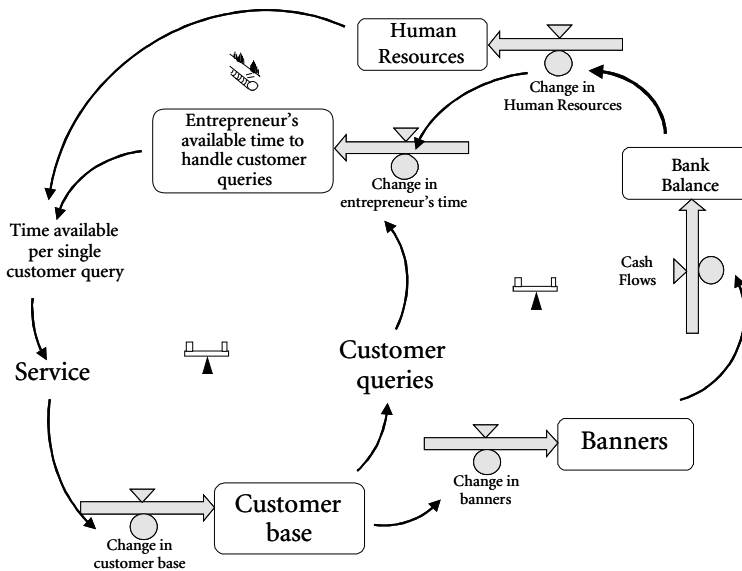 Human
Resources
Change in
Human Resources
Entrepreneur's
available time to
handle customer
queries
Change in
entrepreneur's time
Bank
Balance
Time available
per single
customer query
Cash
Flows
Service
Customer
queries
Banners
Change in
banners
Customer
base
Change in
customer base